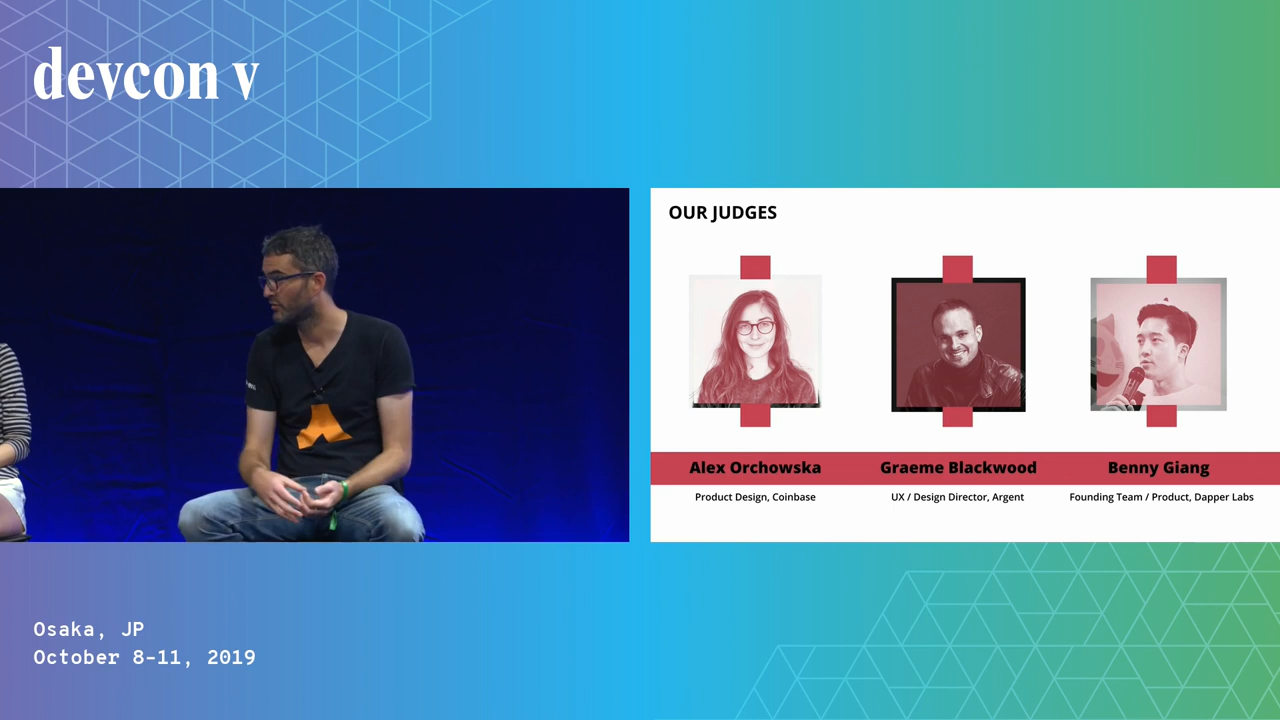 devcon v
OUR JUDGES
Alex Orchowska
Graeme Blackwood
Benny Giang
Product Design, Coinbase
UX / Design Director, Argent
Founding Team / Product, Dapper Labs
Osaka, JP
October 8-11, 2019